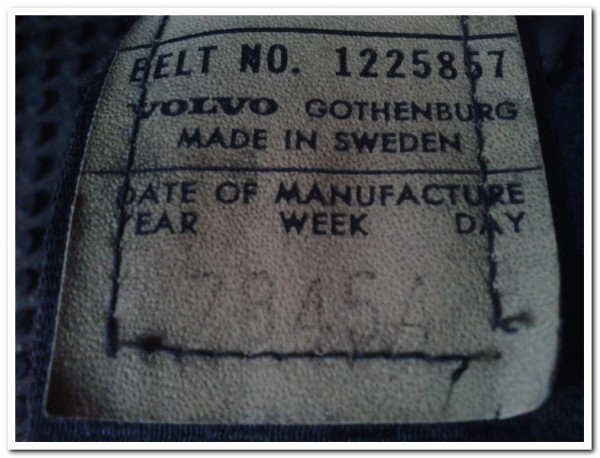 BELT NO. 1225857
VOLVO GOTHENBURG
MADE IN SWEDEN
DATE OF MANUFACTURE
YEAR WEEK DAY